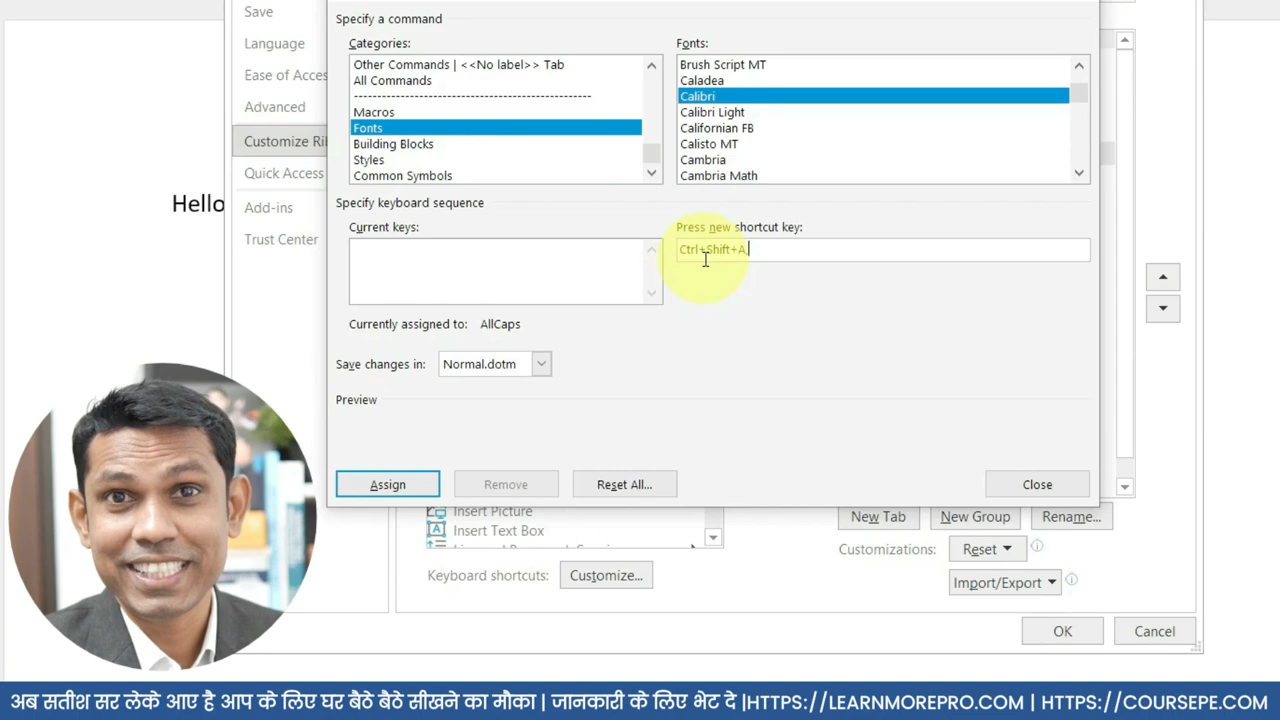 Save
Specify a command
Language
Categories:
Fonts:
Other Commands | <<No label>> Tab
Brush Script MT
Ease of Acces
All Commands
Caladea
--------------------------------------------------
Calibri
Advanced
Macros
Calibri Light
Fonts
Californian FB
Customize Ri
Building Blocks
Calisto MT
Styles
Cambria
Quick Access
Common Symbols
Cambria Math
Hello
Specify keyboard sequence
Add-ins
Current keys:
Press new shortcut key:
Trust Center
Ctrl+Shift+A,
Currently assigned to: AllCaps
Save changes in: Normal.dotm
Preview
Assign
Remove
Reset All...
Close
Insert Picture
New Tab
New Group
Rename...
Insert Text Box
Customizations: Reset
Keyboard shortcuts: Customize...
Import/Export
OK
Cancel
अब सतीश सर लेके आए है आप के लिए घर बैठे बैठे सीखने का मौका | जानकारी के लिए भेट दे |HTTPS://LEARNMOREPRO.COM | HTTPS://COURSEPE.COM